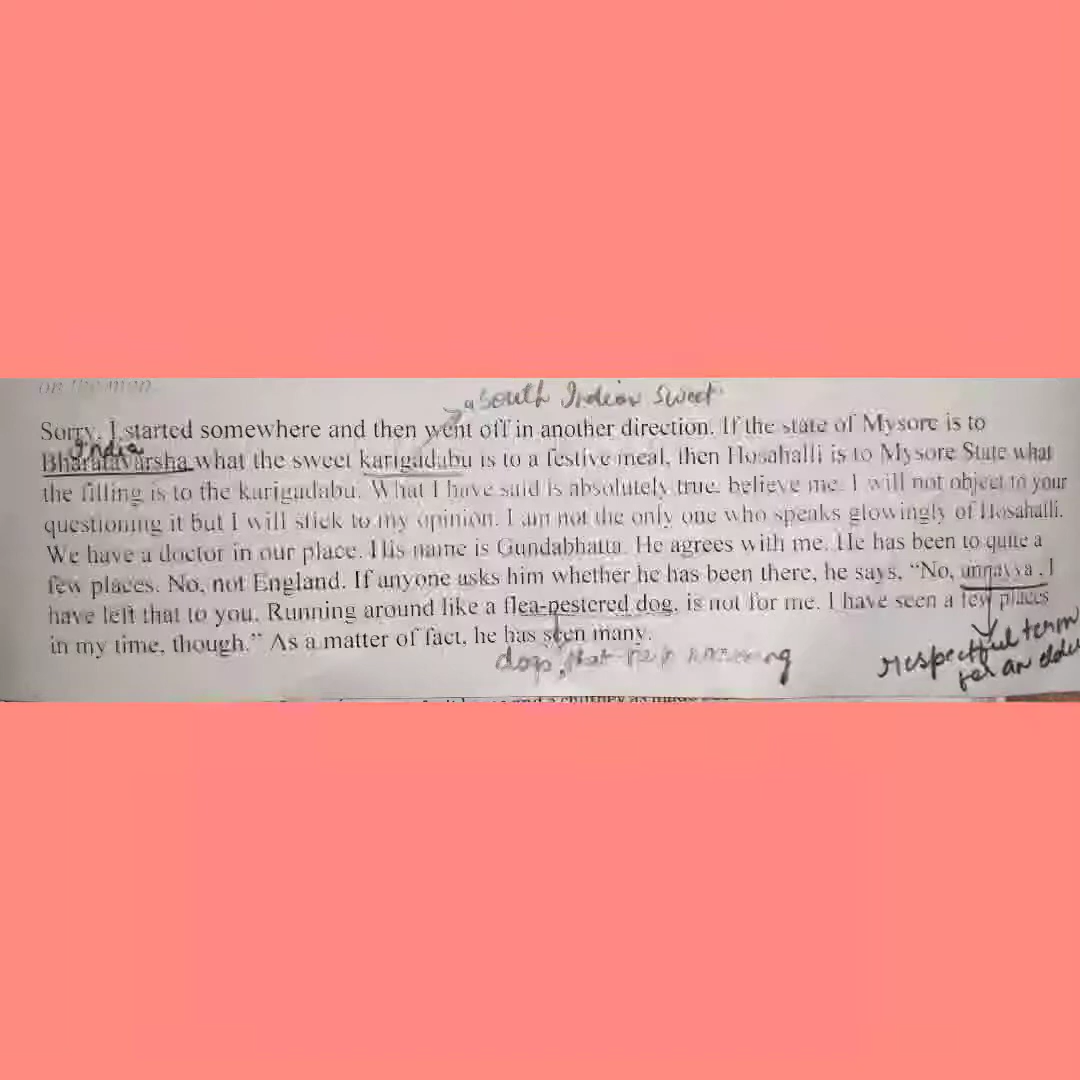 a South Indian Sweet
Sorry, I started somewhere and then went off in another direction. If the state of Mysore is to
India
Bharatavarsha what the sweet karigadabu is to a festive meal, then Hosahalli is to Mysore State what
the filling is to the karigadabu. What I have said is absolutely true, believe me. I will not object to your
questioning it but I will stick to my opinion. I am not the only one who speaks glowingly of Hosahalli.
We have a doctor in our place. His name is Gundabhatta. He agrees with me. He has been to quite a
few places. No, not England. If anyone asks him whether he has been there, he says, “No, annayya, I
have left that to you. Running around like a flea-pestered dog, is not for me. I have seen a few places
in my time, though.” As a matter of fact, he has seen many.
dogs that
respectful term
for an elder